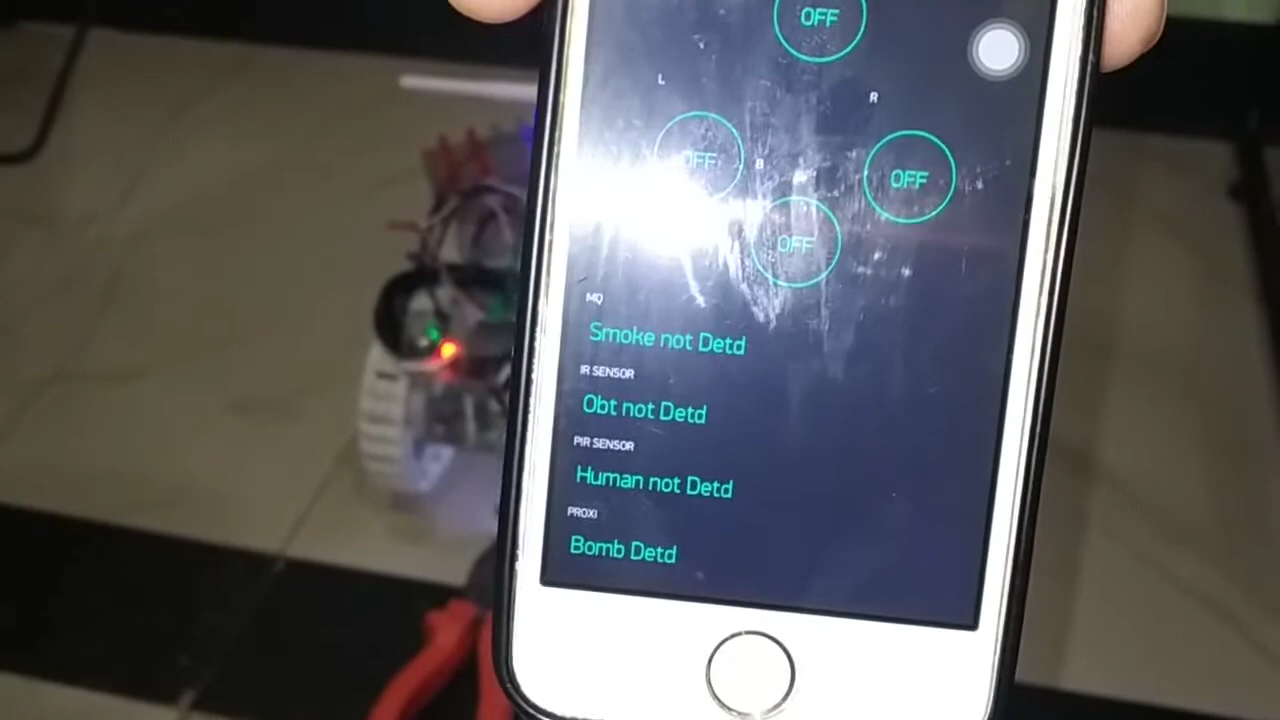 OFF
L
R
OFF
B
OFF
OFF
MQ
Smoke not Detd
IR SENSOR
Obt not Detd
PIR SENSOR
Human not Detd
PROXI
Bomb Detd